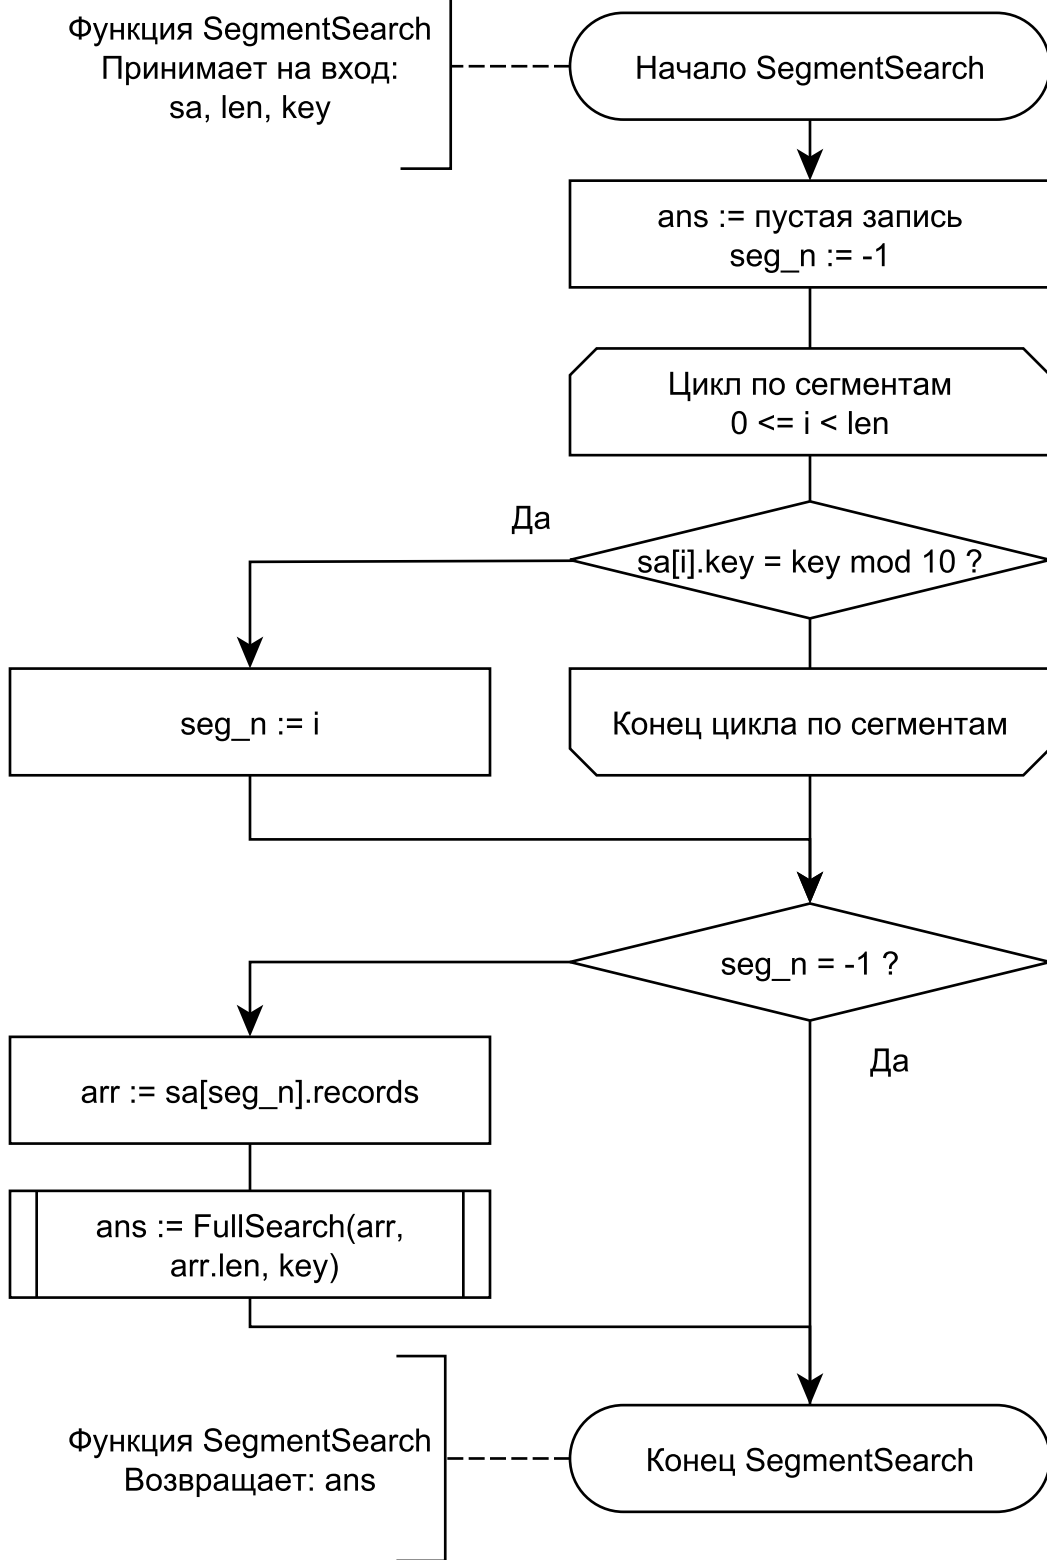 Функция SegmentSearch
Принимает на вход:
sa, len, key
Начало SegmentSearch
ans := пустая запись
seg_n := -1
Цикл по сегментам
0 <= i < len
Да
sa[i].key = key mod 10 ?
seg_n := i
Конец цикла по сегментам
seg_n = -1 ?
Да
arr := sa[seg_n].records
ans := FullSearch(arr,
arr.len, key)
Функция SegmentSearch
Возвращает: ans
Конец SegmentSearch